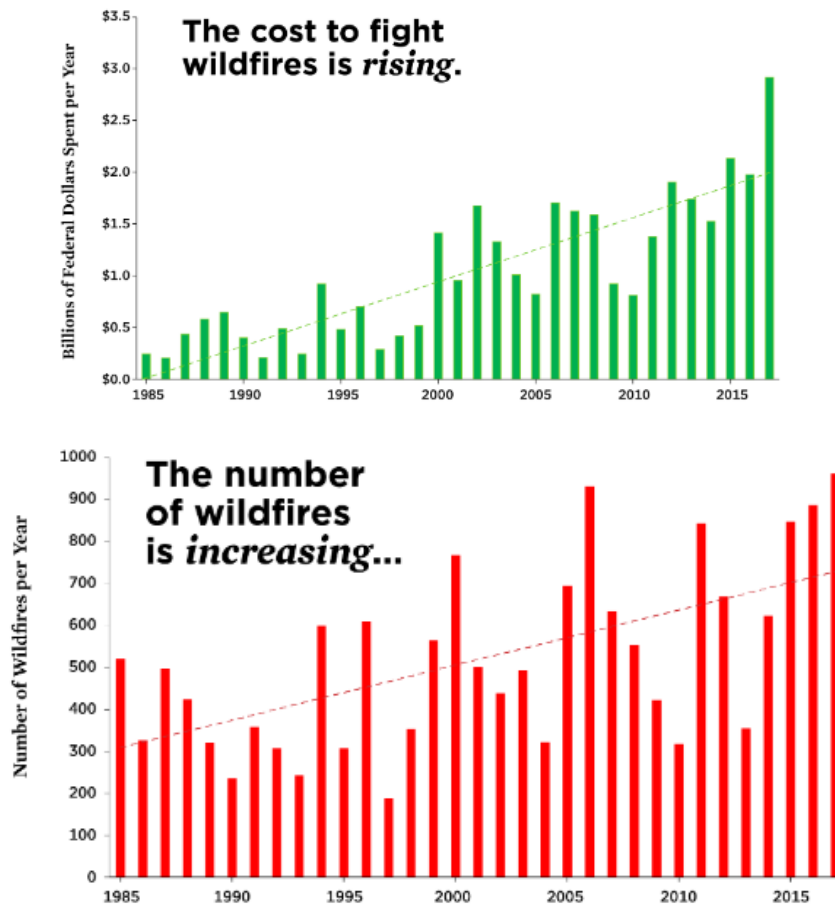 The cost to fight
wildfires is rising.
Billions of Federal Dollars Spent per Year
$3.5
$3.0
$2.5
$2.0
$1.5
$1.0
$0.5
$0.0
1985 1990 1995 2000 2005 2010 2015
The number
of wildfires
is increasing...
Number of Wildfires per Year
1000
900
800
700
600
500
400
300
200
100
0
1985 1990 1995 2000 2005 2010 2015